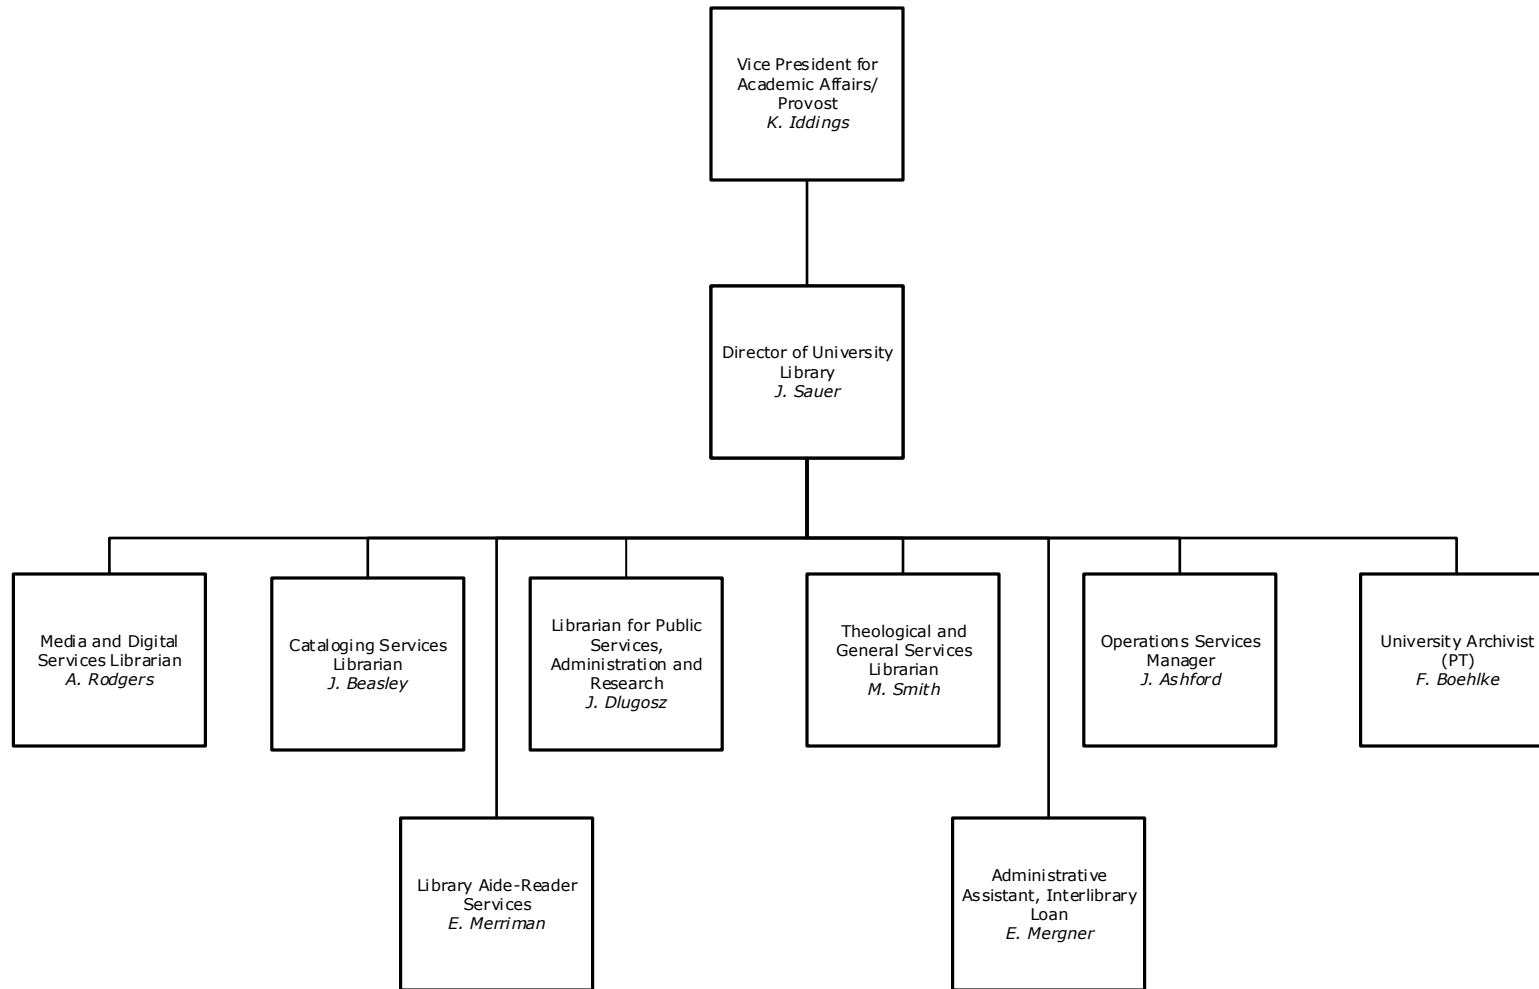 Vice President for
Academic Affairs/
Provost
K. Iddings
Director of University
Library
J. Sauer
Media and Digital
Services Librarian
A. Rodgers
Cataloging Services
Librarian
J. Beasley
Librarian for Public
Services,
Administration and
Research
J. Dlugosz
Theological and
General Services
Librarian
M. Smith
Operations Services
Manager
J. Ashford
University Archivist
(PT)
F. Boehlke
Library Aide-Reader
Services
E. Merriman
Administrative
Assistant, Interlibrary
Loan
E. Mergner